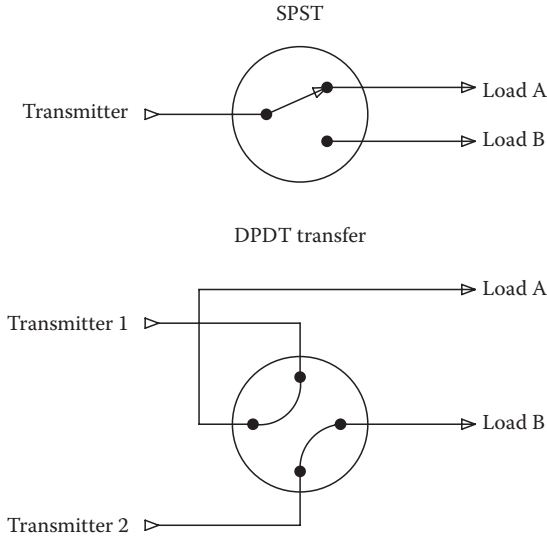 SPST
Load A
Transmitter
Load B
DPDT transfer
Load A
Transmitter 1
Load B
Transmitter 2